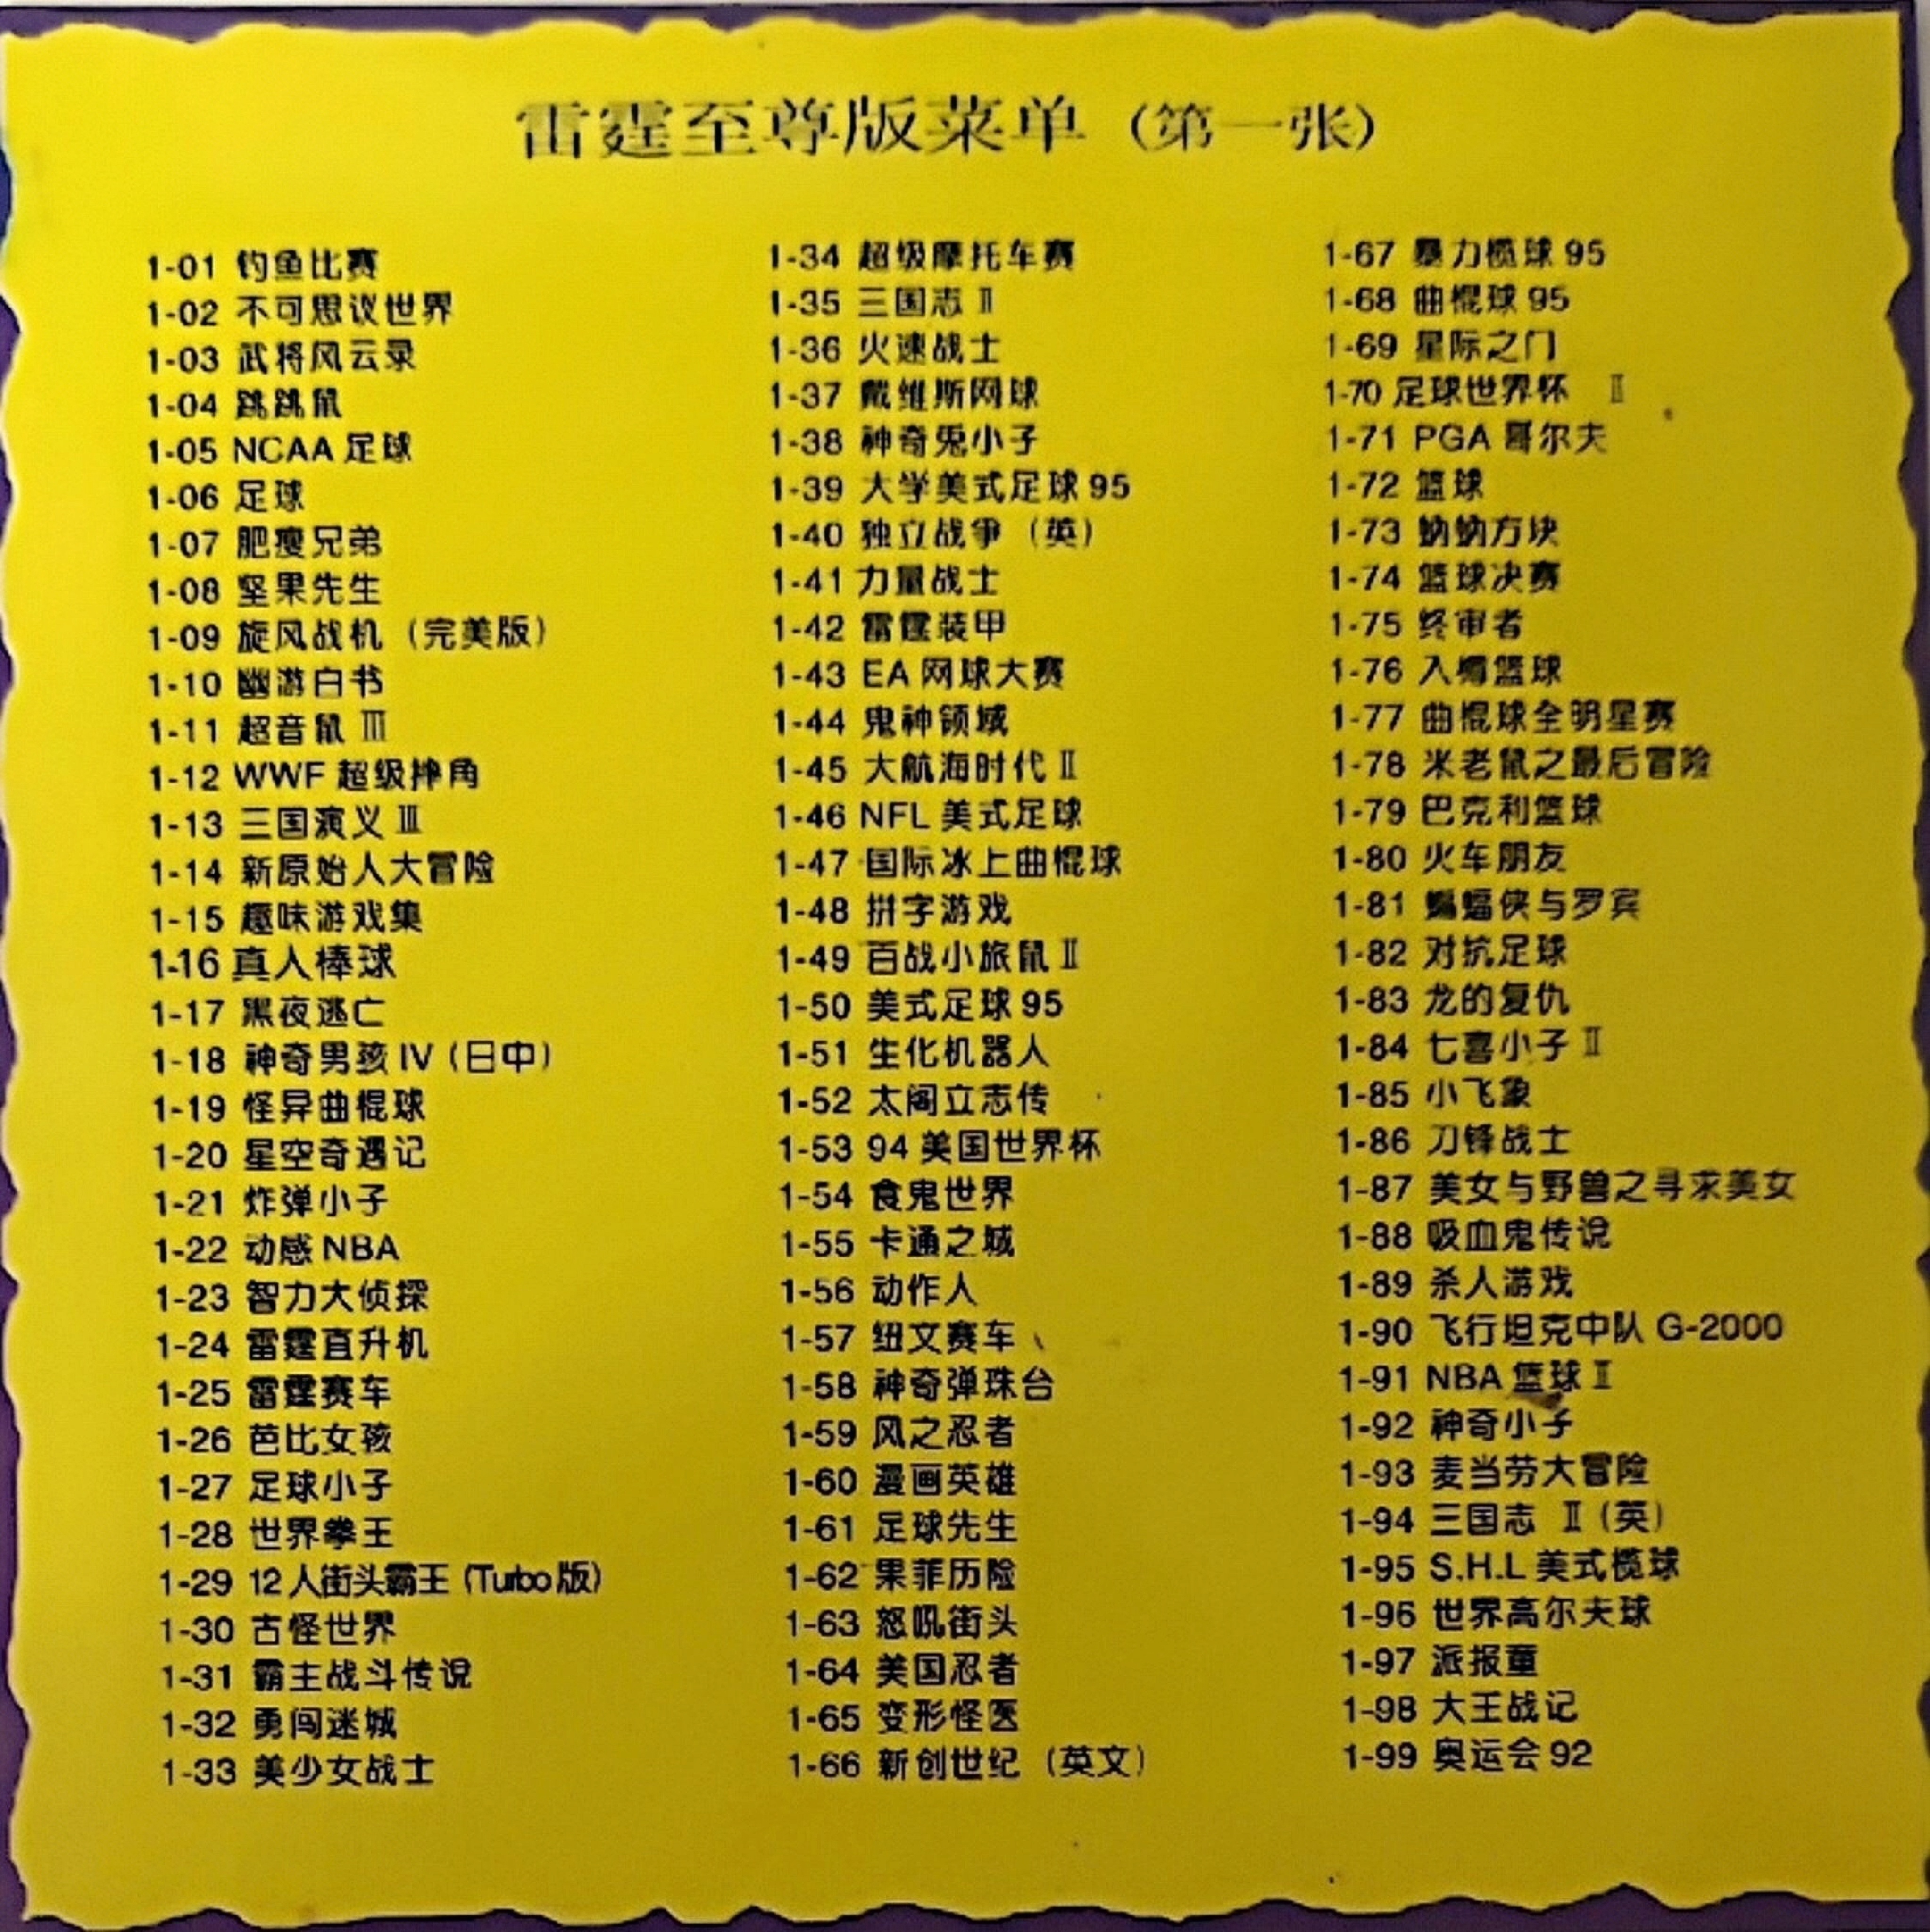 雷霆至尊版菜单（第一张）
1-01 钓鱼比赛
1-02 不可思议世界
1-03 武将风云录
1-04 跳跳鼠
1-05 NCAA 足球
1-06 足球
1-07 肥瘦兄弟
1-08 坚果先生
1-09 旋风战机（完美版）
1-10 幽游白书
1-11 超音鼠 Ⅲ
1-12 WWF 超级摔角
1-13 三国演义 Ⅲ
1-14 新原始人大冒险
1-15 趣味游戏集
1-16 真人棒球
1-17 黑夜逃亡
1-18 神奇男孩 IV（日中）
1-19 怪异曲棍球
1-20 星空奇遇记
1-21 炸弹小子
1-22 动感 NBA
1-23 智力大侦探
1-24 雷霆直升机
1-25 雷霆赛车
1-26 芭比女孩
1-27 足球小子
1-28 世界拳王
1-29 12 人街头霸王 (Turbo 版)
1-30 古怪世界
1-31 霸主战斗传说
1-32 勇闯迷城
1-33 美少女战士
1-34 超级摩托车赛
1-35 三国志 Ⅱ
1-36 火速战士
1-37 戴维斯网球
1-38 神奇兔小子
1-39 大学美式足球 95
1-40 独立战争（英）
1-41 力量战士
1-42 雷霆装甲
1-43 EA 网球大赛
1-44 鬼神领域
1-45 大航海时代 Ⅱ
1-46 NFL 美式足球
1-47 国际冰上曲棍球
1-48 拼字游戏
1-49 百战小旅鼠 Ⅱ
1-50 美式足球 95
1-51 生化机器人
1-52 太阁立志传
1-53 94 美国世界杯
1-54 食鬼世界
1-55 卡通之城
1-56 动作人
1-57 纽文赛车
1-58 神奇弹珠台
1-59 风之忍者
1-60 漫画英雄
1-61 足球先生
1-62 果菲历险
1-63 怒吼街头
1-64 美国忍者
1-65 变形怪医
1-66 新创世纪（英文）
1-67 暴力榄球 95
1-68 曲棍球 95
1-69 星际之门
1-70 足球世界杯 Ⅱ
1-71 PGA 哥尔夫
1-72 篮球
1-73 蚋蚋方块
1-74 篮球决赛
1-75 终审者
1-76 入樽篮球
1-77 曲棍球全明星赛
1-78 米老鼠之最后冒险
1-79 巴克利篮球
1-80 火车朋友
1-81 蝙蝠侠与罗宾
1-82 对抗足球
1-83 龙的复仇
1-84 七喜小子 Ⅱ
1-85 小飞象
1-86 刀锋战士
1-87 美女与野兽之寻求美女
1-88 吸血鬼传说
1-89 杀人游戏
1-90 飞行坦克中队 G-2000
1-91 NBA 篮球 Ⅱ
1-92 神奇小子
1-93 麦当劳大冒险
1-94 三国志 Ⅱ（英）
1-95 S.H.L 美式榄球
1-96 世界高尔夫球
1-97 派报童
1-98 大王战记
1-99 奥运会 92